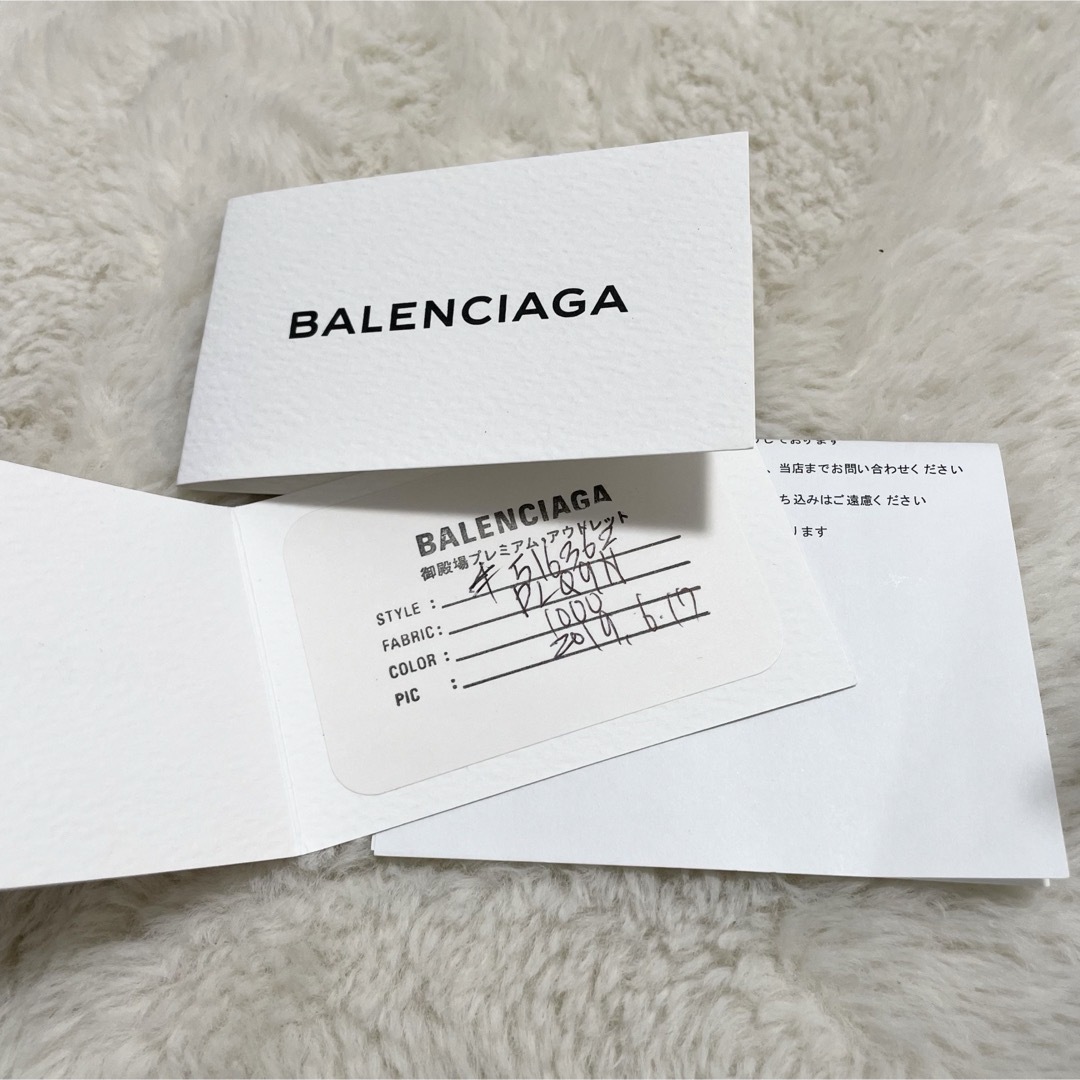 BALENCIAGA
しております
、当店までお問い合わせください
ち込みはご遠慮ください
ります
BALENCIAGA
御殿場プレミアム・アウトレット
STYLE : # 516362
FABRIC: DLQ9N
COLOR : 1000
PIC : 2019. 6. 17